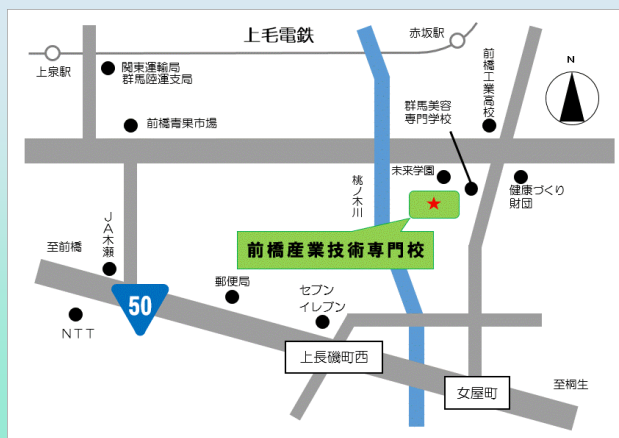 上毛電鉄
赤坂駅
上泉駅
関東運輸局
群馬陸運支局
前橋工業高校
N
群馬美容
専門学校
前橋青果市場
未来学園
桃ノ木川
健康づくり
財団
★
前橋産業技術専門校
JA木瀬
至前橋
50
郵便局
セブン
イレブン
NTT
上長磯町西
女屋町
至桐生